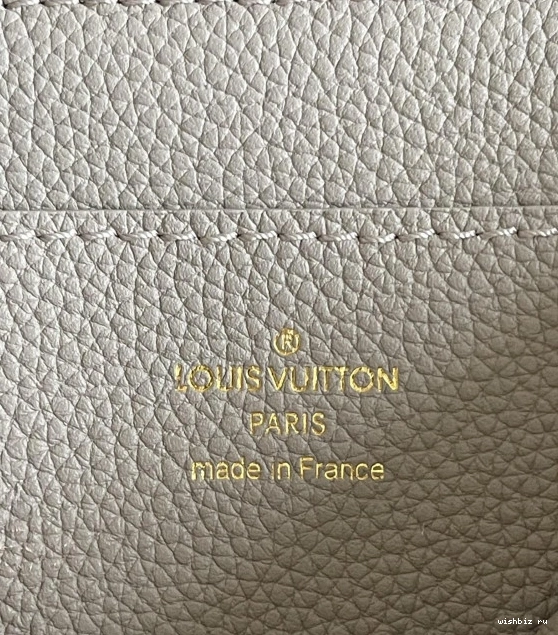 ®
LOUIS VUITTON
PARIS
made in France
wishbiz ru